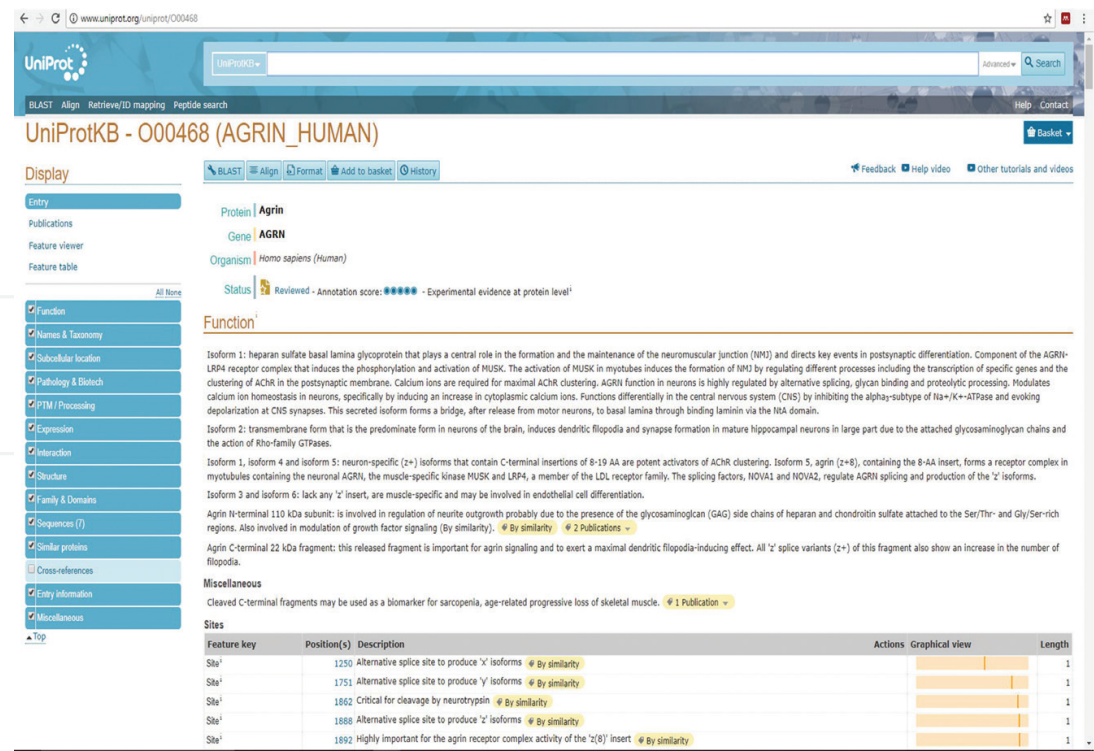 www.uniprot.org/uniprot/O00468
UniProt
UniProtKB
Advanced
Search
BLAST Align Retrieve/ID mapping Peptide search
Help Contact
UniProtKB - O00468 (AGRIN_HUMAN)
Basket
Display
BLAST Align Format Add to basket History
Feedback Help video Other tutorials and videos
Entry
Publications
Feature viewer
Feature table
All None
Function
Names & Taxonomy
Subcellular location
Pathology & Biotech
PTM / Processing
Expression
Interaction
Structure
Family & Domains
Sequences (7)
Similar proteins
Cross-references
Entry information
Miscellaneous
Top
Protein Agrin
Gene AGRN
Organism Homo sapiens (Human)
Status Reviewed - Annotation score: - Experimental evidence at protein levelⁱ
Functionⁱ
Isoform 1: heparan sulfate basal lamina glycoprotein that plays a central role in the formation and the maintenance of the neuromuscular junction (NMJ) and directs key events in postsynaptic differentiation. Component of the AGRN-
LRP4 receptor complex that induces the phosphorylation and activation of MUSK. The activation of MUSK in myotubes induces the formation of NMJ by regulating different processes including the transcription of specific genes and the
clustering of AChR in the postsynaptic membrane. Calcium ions are required for maximal AChR clustering. AGRN function in neurons is highly regulated by alternative splicing, glycan binding and proteolytic processing. Modulates
calcium ion homeostasis in neurons, specifically by inducing an increase in cytoplasmic calcium ions. Functions differentially in the central nervous system (CNS) by inhibiting the alpha₃-subtype of Na+/K+-ATPase and evoking
depolarization at CNS synapses. This secreted isoform forms a bridge, after release from motor neurons, to basal lamina through binding laminin via the NtA domain.
Isoform 2: transmembrane form that is the predominate form in neurons of the brain, induces dendritic filopodia and synapse formation in mature hippocampal neurons in large part due to the attached glycosaminoglycan chains and
the action of Rho-family GTPases.
Isoform 1, isoform 4 and isoform 5: neuron-specific (z+) isoforms that contain C-terminal insertions of 8-19 AA are potent activators of AChR clustering. Isoform 5, agrin (z+8), containing the 8-AA insert, forms a receptor complex in
myotubules containing the neuronal AGRN, the muscle-specific kinase MUSK and LRP4, a member of the LDL receptor family. The splicing factors, NOVA1 and NOVA2, regulate AGRN splicing and production of the 'z' isoforms.
Isoform 3 and isoform 6: lack any 'z' insert, are muscle-specific and may be involved in endothelial cell differentiation.
Agrin N-terminal 110 kDa subunit: is involved in regulation of neurite outgrowth probably due to the presence of the glycosaminoglcan (GAG) side chains of heparan and chondroitin sulfate attached to the Ser/Thr- and Gly/Ser-rich
regions. Also involved in modulation of growth factor signaling (By similarity). By similarity 2 Publications
Agrin C-terminal 22 kDa fragment: this released fragment is important for agrin signaling and to exert a maximal dendritic filopodia-inducing effect. All 'z' splice variants (z+) of this fragment also show an increase in the number of
filopodia.
Miscellaneous
Cleaved C-terminal fragments may be used as a biomarker for sarcopenia, age-related progressive loss of skeletal muscle. 1 Publication
Sites
Feature key Position(s) Description Actions Graphical view Length
Siteⁱ 1250 Alternative splice site to produce 'x' isoforms By similarity 1
Siteⁱ 1751 Alternative splice site to produce 'y' isoforms By similarity 1
Siteⁱ 1862 Critical for cleavage by neurotrypsin By similarity 1
Siteⁱ 1888 Alternative splice site to produce 'z' isoforms By similarity 1
Siteⁱ 1892 Highly important for the agrin receptor complex activity of the 'z(8)' insert By similarity 1